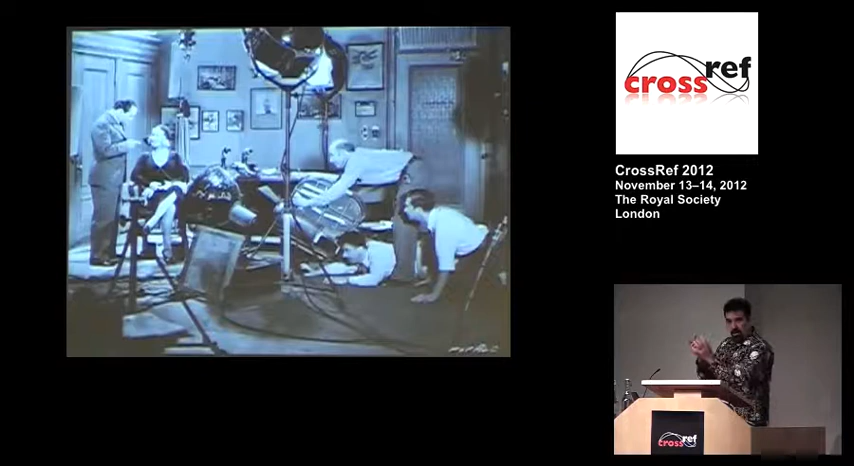 crossref
CrossRef 2012
November 13–14, 2012
The Royal Society
London
crossref